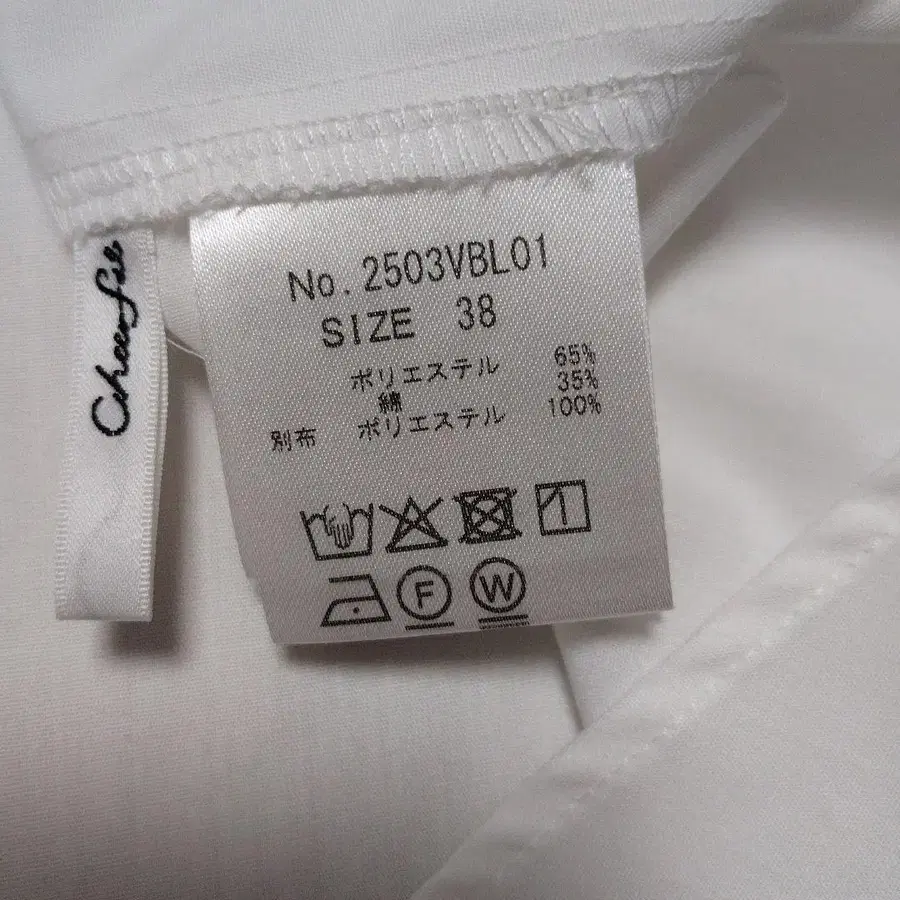 No. 2503VBL01
SIZE 38
ポリエステル 65%
綿 35%
別布 ポリエステル 100%
F W